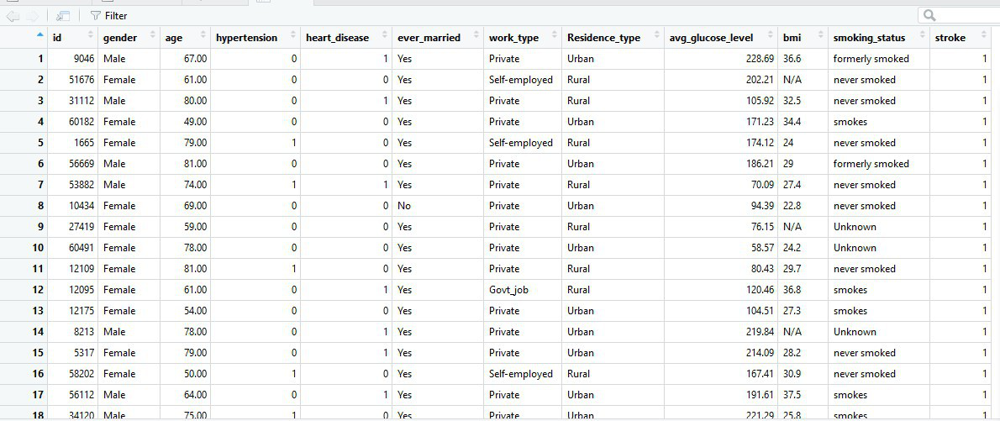 Filter
id gender age hypertension heart_disease ever_married work_type Residence_type avg_glucose_level bmi smoking_status stroke
1 9046 Male 67.00 0 1 Yes Private Urban 228.69 36.6 formerly smoked 1
2 51676 Female 61.00 0 0 Yes Self-employed Rural 202.21 N/A never smoked 1
3 31112 Male 80.00 0 1 Yes Private Rural 105.92 32.5 never smoked 1
4 60182 Female 49.00 0 0 Yes Private Urban 171.23 34.4 smokes 1
5 1665 Female 79.00 1 0 Yes Self-employed Rural 174.12 24 never smoked 1
6 56669 Male 81.00 0 0 Yes Private Urban 186.21 29 formerly smoked 1
7 53882 Male 74.00 1 1 Yes Private Rural 70.09 27.4 never smoked 1
8 10434 Female 69.00 0 0 No Private Urban 94.39 22.8 never smoked 1
9 27419 Female 59.00 0 0 Yes Private Rural 76.15 N/A Unknown 1
10 60491 Female 78.00 0 0 Yes Private Urban 58.57 24.2 Unknown 1
11 12109 Female 81.00 1 0 Yes Private Rural 80.43 29.7 never smoked 1
12 12095 Female 61.00 0 1 Yes Govt_job Rural 120.46 36.8 smokes 1
13 12175 Female 54.00 0 0 Yes Private Urban 104.51 27.3 smokes 1
14 8213 Male 78.00 0 1 Yes Private Urban 219.84 N/A Unknown 1
15 5317 Female 79.00 0 1 Yes Private Urban 214.09 28.2 never smoked 1
16 58202 Female 50.00 1 0 Yes Self-employed Rural 167.41 30.9 never smoked 1
17 56112 Male 64.00 0 1 Yes Private Urban 191.61 37.5 smokes 1
18 34120 Male 75.00 1 0 Yes Private Urban 221.29 25.8 smokes 1